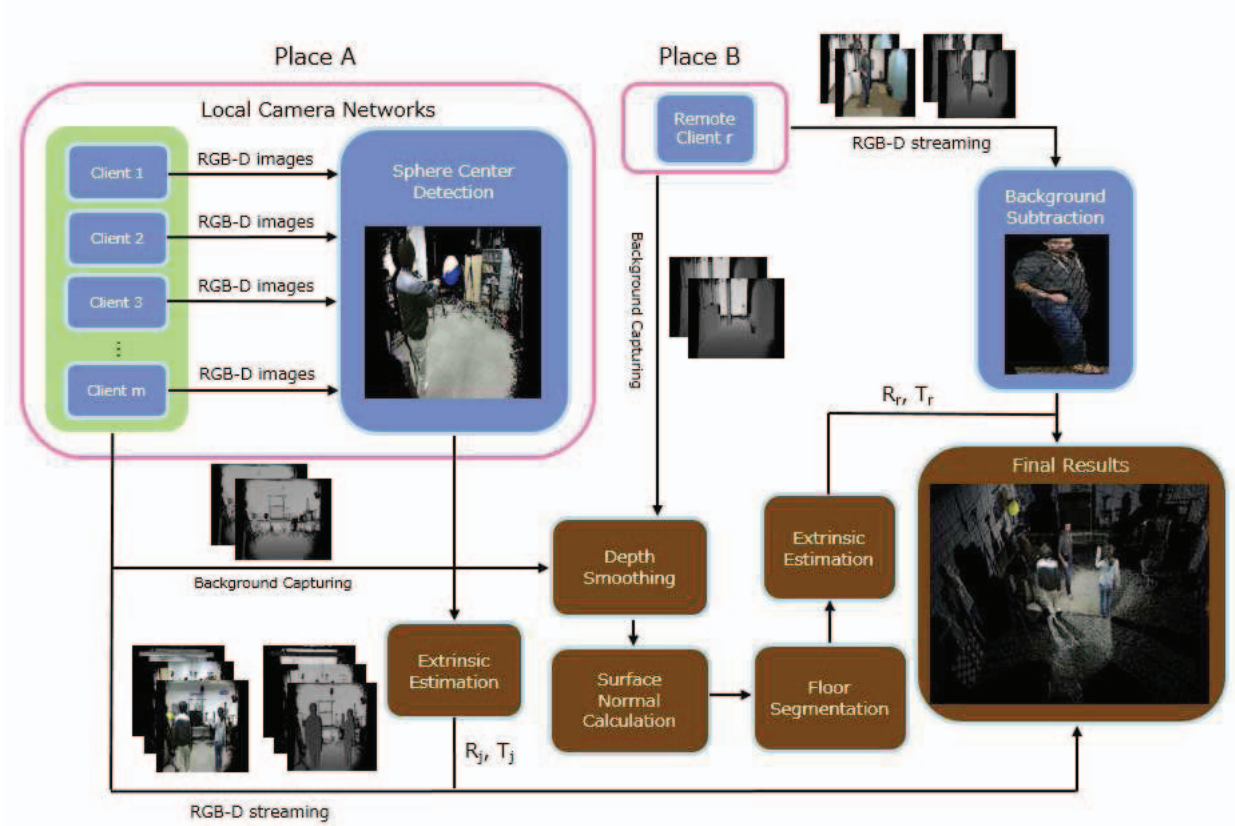 Place A
Place B
Local Camera Networks
Client 1
Client 2
Client 3
...
Client m
RGB-D images
RGB-D images
RGB-D images
RGB-D images
Sphere Center
Detection
Remote
Client r
RGB-D streaming
Background
Subtraction
Background Capturing
Rr, Tr
Final Results
Background Capturing
Depth
Smoothing
Extrinsic
Estimation
Extrinsic
Estimation
Surface
Normal
Calculation
Floor
Segmentation
Rj, Tj
RGB-D streaming